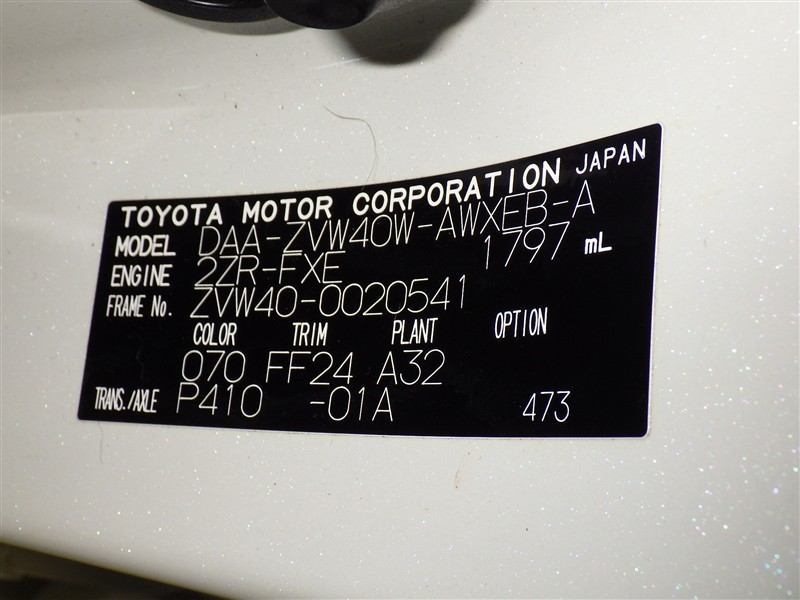 TOYOTA MOTOR CORPORATION JAPAN
MODEL DAA-ZVW40W-AWXEB-A
ENGINE 2ZR-FXE 1797 mL
FRAME No. ZVW40-0020541
COLOR TRIM PLANT OPTION
070 FF24 A32
TRANS./AXLE P410 -01A 473